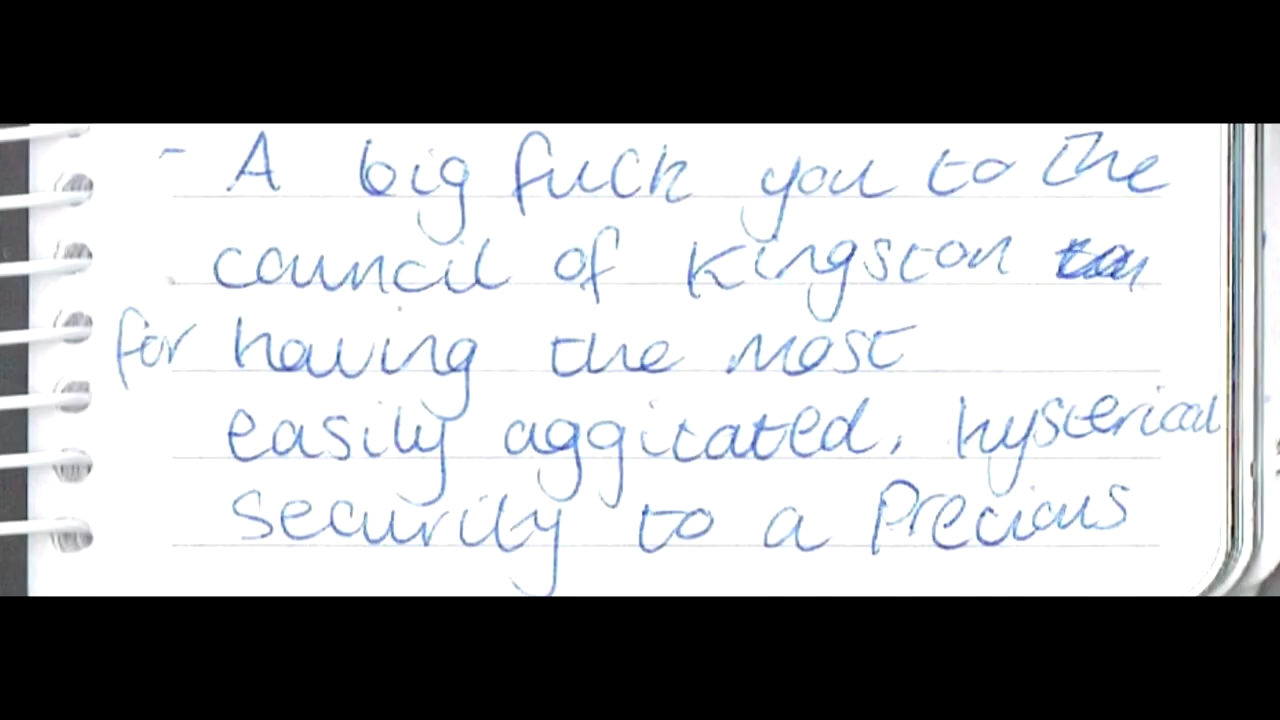 - A big fuck you to the
council of Kingston
for having the most
easily aggitated, hysterical
security to a Precious